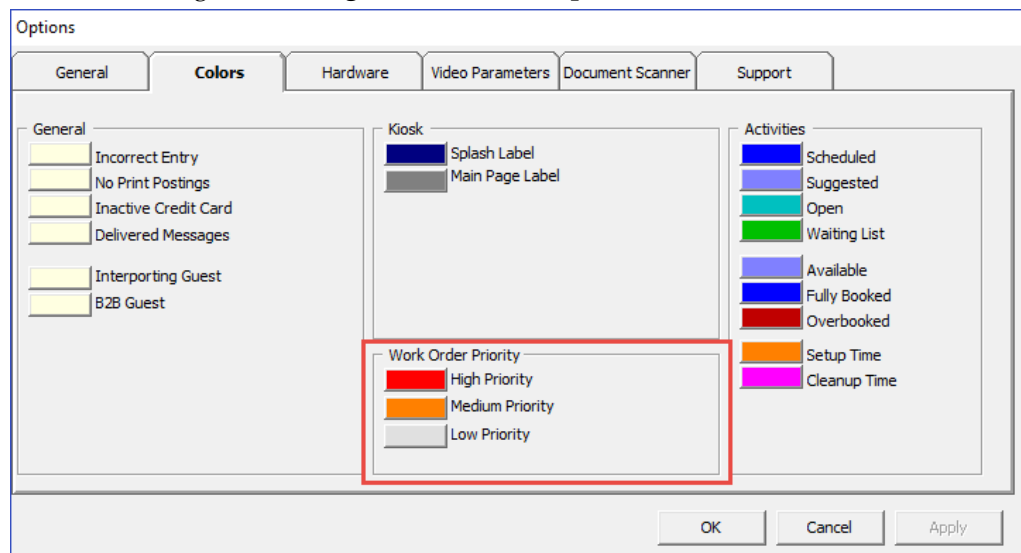 Options
General
Colors
Hardware
Video Parameters
Document Scanner
Support
General
Incorrect Entry
No Print Postings
Inactive Credit Card
Delivered Messages
Interporting Guest
B2B Guest
Kiosk
Splash Label
Main Page Label
Work Order Priority
High Priority
Medium Priority
Low Priority
Activities
Scheduled
Suggested
Open
Waiting List
Available
Fully Booked
Overbooked
Setup Time
Cleanup Time
OK
Cancel
Apply